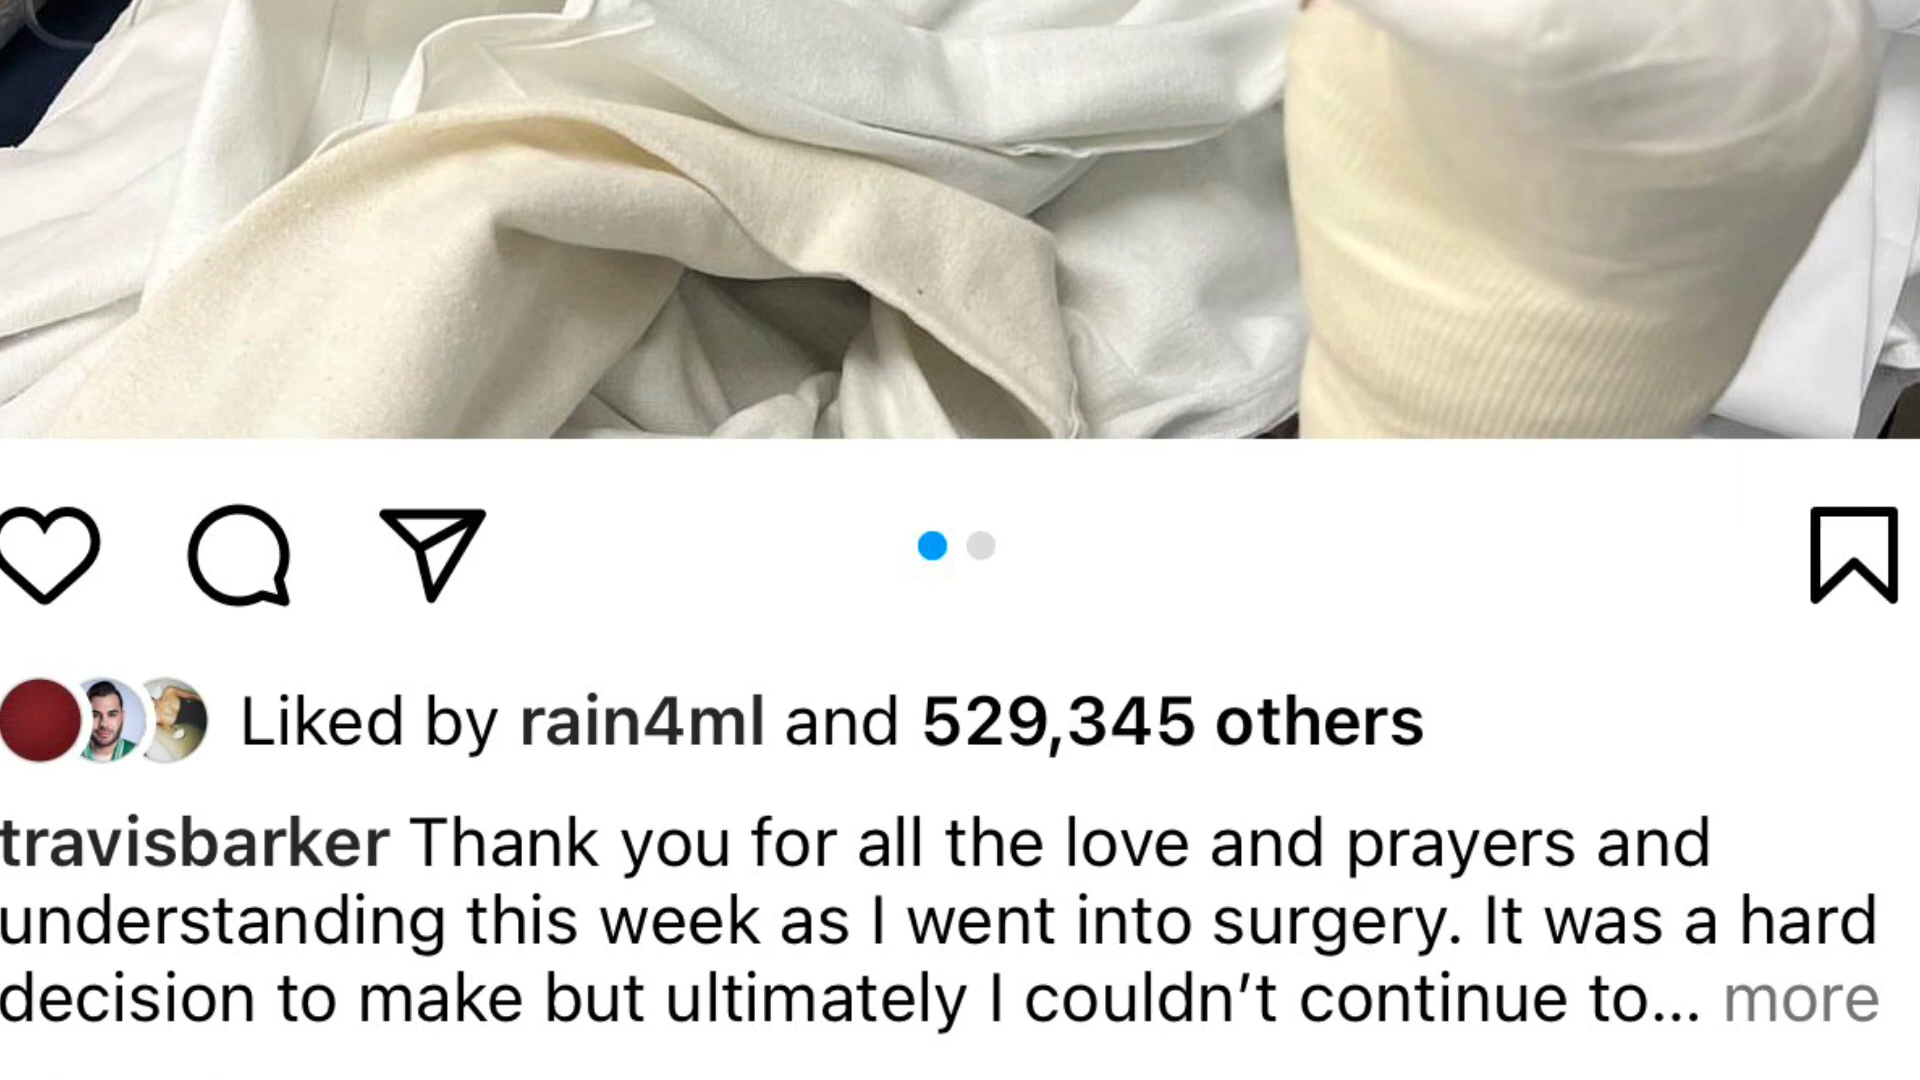 Liked by rain4ml and 529,345 others
travisbarker Thank you for all the love and prayers and
understanding this week as I went into surgery. It was a hard
decision to make but ultimately I couldn’t continue to... more